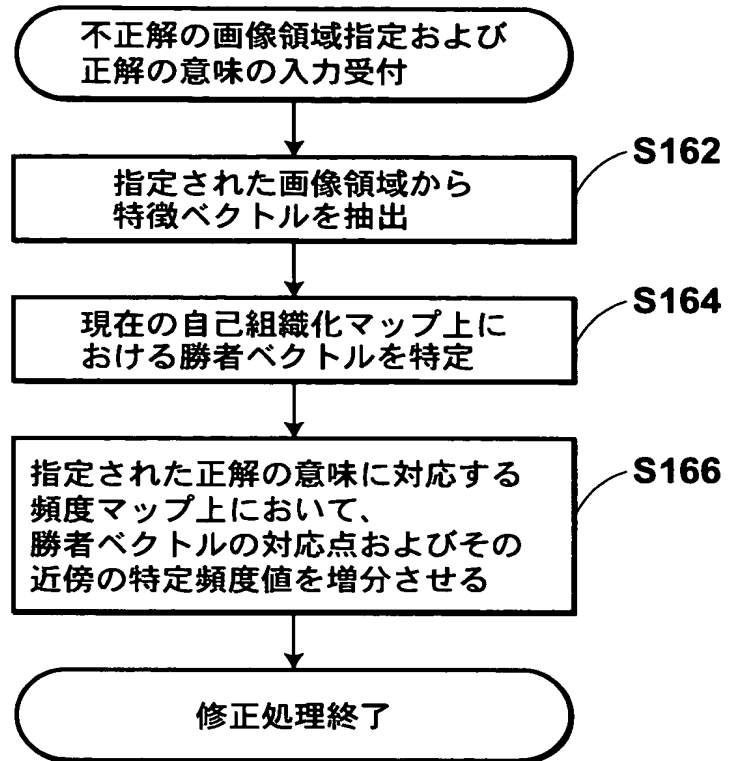 不正解の画像領域指定および
正解の意味の入力受付
S162
指定された画像領域から
特徴ベクトルを抽出
S164
現在の自己組織化マップ上に
おける勝者ベクトルを特定
S166
指定された正解の意味に対応する
頻度マップ上において、
勝者ベクトルの対応点およびその
近傍の特定頻度値を増分させる
修正処理終了